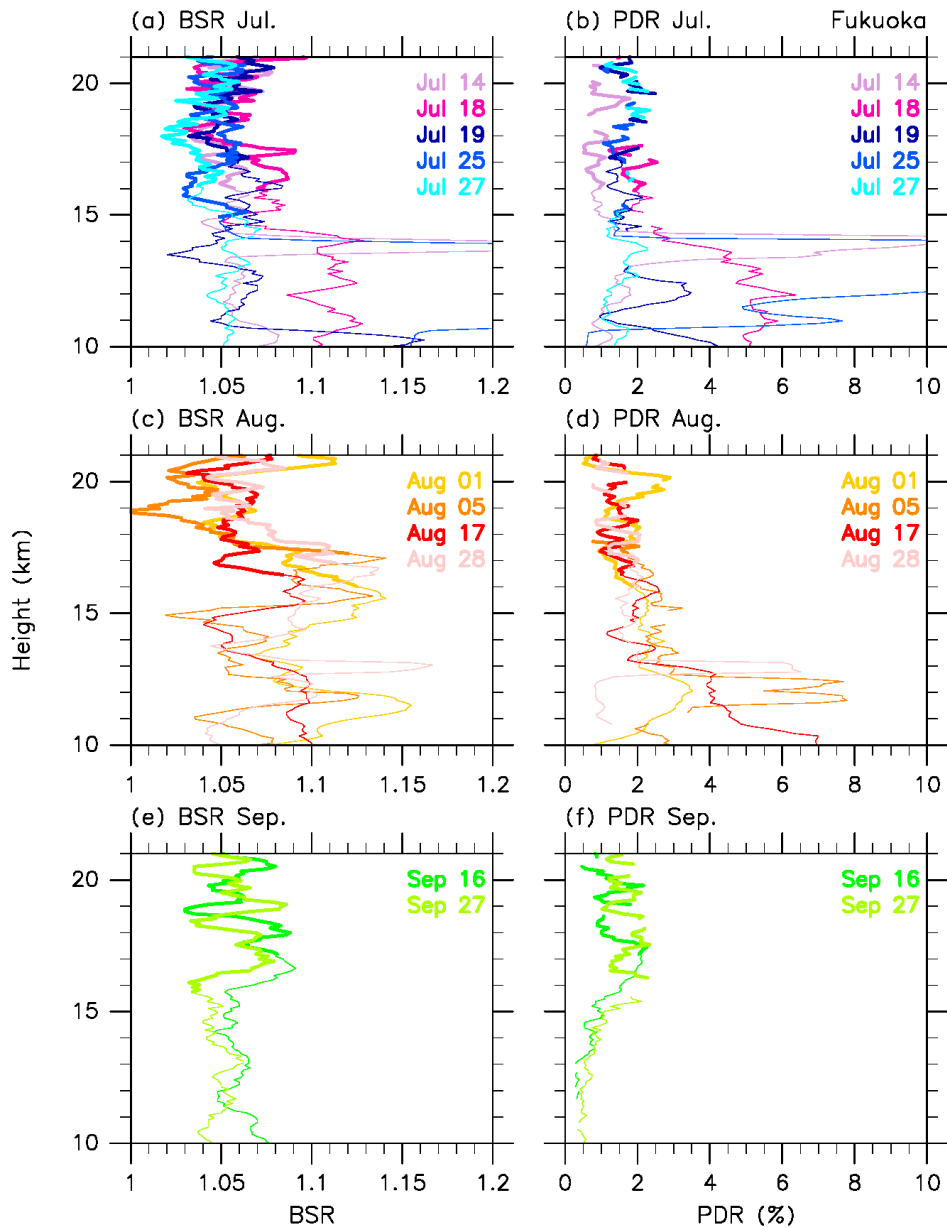 (a) BSR Jul.
(b) PDR Jul. Fukuoka
20
15
10
Jul 14
Jul 18
Jul 19
Jul 25
Jul 27
Jul 14
Jul 18
Jul 19
Jul 25
Jul 27
1 1.05 1.1 1.15 1.2
0 2 4 6 8 10
(c) BSR Aug.
(d) PDR Aug.
20
15
10
Aug 01
Aug 05
Aug 17
Aug 28
Aug 01
Aug 05
Aug 17
Aug 28
Height (km)
1 1.05 1.1 1.15 1.2
0 2 4 6 8 10
(e) BSR Sep.
(f) PDR Sep.
20
15
10
Sep 16
Sep 27
Sep 16
Sep 27
1 1.05 1.1 1.15 1.2
0 2 4 6 8 10
BSR
PDR (%)